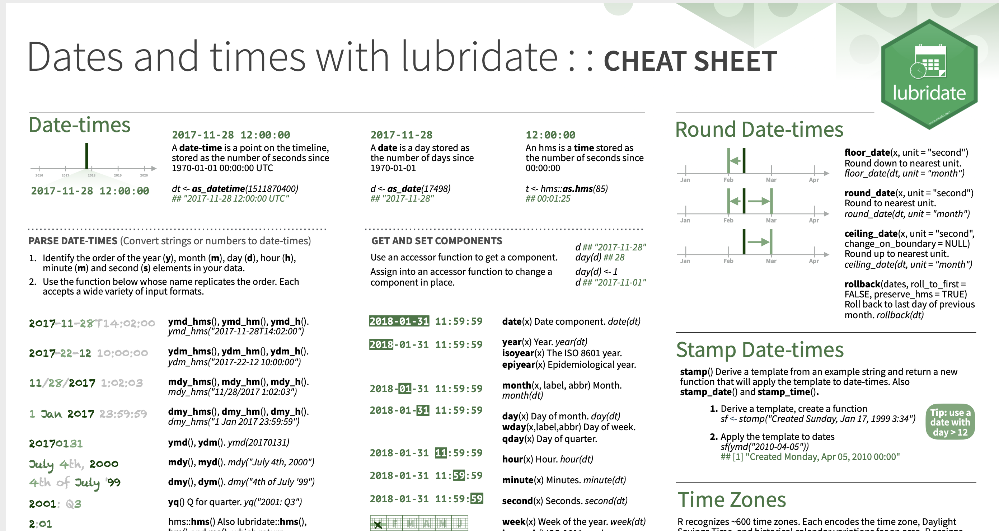 Dates and times with lubridate : : CHEAT SHEET
lubridate
www.rstudio.com
Date-times
2016 2017 2018 2019 2020
2017-11-28 12:00:00
2017-11-28 12:00:00
A date-time is a point on the timeline,
stored as the number of seconds since
1970-01-01 00:00:00 UTC
dt <- as_datetime(1511870400)
## "2017-11-28 12:00:00 UTC"
2017-11-28
A date is a day stored as
the number of days since
1970-01-01
d <- as_date(17498)
## "2017-11-28"
12:00:00
An hms is a time stored as
the number of seconds since
00:00:00
t <- hms::as.hms(85)
## 00:01:25
PARSE DATE-TIMES (Convert strings or numbers to date-times)
1. Identify the order of the year (y), month (m), day (d), hour (h),
minute (m) and second (s) elements in your data.
2. Use the function below whose name replicates the order. Each
accepts a wide variety of input formats.
2017-11-28T14:02:00
ymd_hms(), ymd_hm(), ymd_h().
ymd_hms("2017-11-28T14:02:00")
2017-22-12 10:00:00
ydm_hms(), ydm_hm(), ydm_h().
ydm_hms("2017-22-12 10:00:00")
11/28/2017 1:02:03
mdy_hms(), mdy_hm(), mdy_h().
mdy_hms("11/28/2017 1:02:03")
1 Jan 2017 23:59:59
dmy_hms(), dmy_hm(), dmy_h().
dmy_hms("1 Jan 2017 23:59:59")
20170131
ymd(), ydm(). ymd(20170131)
July 4th, 2000
mdy(), myd(). mdy("July 4th, 2000")
4th of July '99
dmy(), dym(). dmy("4th of July '99")
2001: Q3
yq() Q for quarter. yq("2001: Q3")
2:01
hms::hms() Also lubridate::hms(),
GET AND SET COMPONENTS
Use an accessor function to get a component.
Assign into an accessor function to change a
component in place.
d ## "2017-11-28"
day(d) ## 28
day(d) <- 1
d ## "2017-11-01"
2018-01-31 11:59:59
date(x) Date component. date(dt)
2018-01-31 11:59:59
year(x) Year. year(dt)
isoyear(x) The ISO 8601 year.
epiyear(x) Epidemiological year.
2018-01-31 11:59:59
month(x, label, abbr) Month.
month(dt)
2018-01-31 11:59:59
day(x) Day of month. day(dt)
wday(x,label,abbr) Day of week.
qday(x) Day of quarter.
2018-01-31 11:59:59
hour(x) Hour. hour(dt)
2018-01-31 11:59:59
minute(x) Minutes. minute(dt)
2018-01-31 11:59:59
second(x) Seconds. second(dt)
x F M A M J
week(x) Week of the year. week(dt)
Round Date-times
Jan Feb Mar Apr
floor_date(x, unit = "second")
Round down to nearest unit.
floor_date(dt, unit = "month")
Jan Feb Mar Apr
round_date(x, unit = "second")
Round to nearest unit.
round_date(dt, unit = "month")
Jan Feb Mar Apr
ceiling_date(x, unit = "second",
change_on_boundary = NULL)
Round up to nearest unit.
ceiling_date(dt, unit = "month")
rollback(dates, roll_to_first =
FALSE, preserve_hms = TRUE)
Roll back to last day of previous
month. rollback(dt)
Stamp Date-times
stamp() Derive a template from an example string and return a new
function that will apply the template to date-times. Also
stamp_date() and stamp_time().
1. Derive a template, create a function
sf <- stamp("Created Sunday, Jan 17, 1999 3:34")
2. Apply the template to dates
sf(ymd("2010-04-05"))
## [1] "Created Monday, Apr 05, 2010 00:00"
Tip: use a
date with
day > 12
Time Zones
R recognizes ~600 time zones. Each encodes the time zone, Daylight